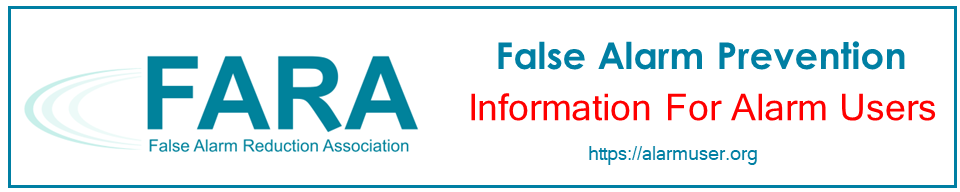 FARA
False Alarm Reduction Association
False Alarm Prevention
Information For Alarm Users
https://alarmuser.org